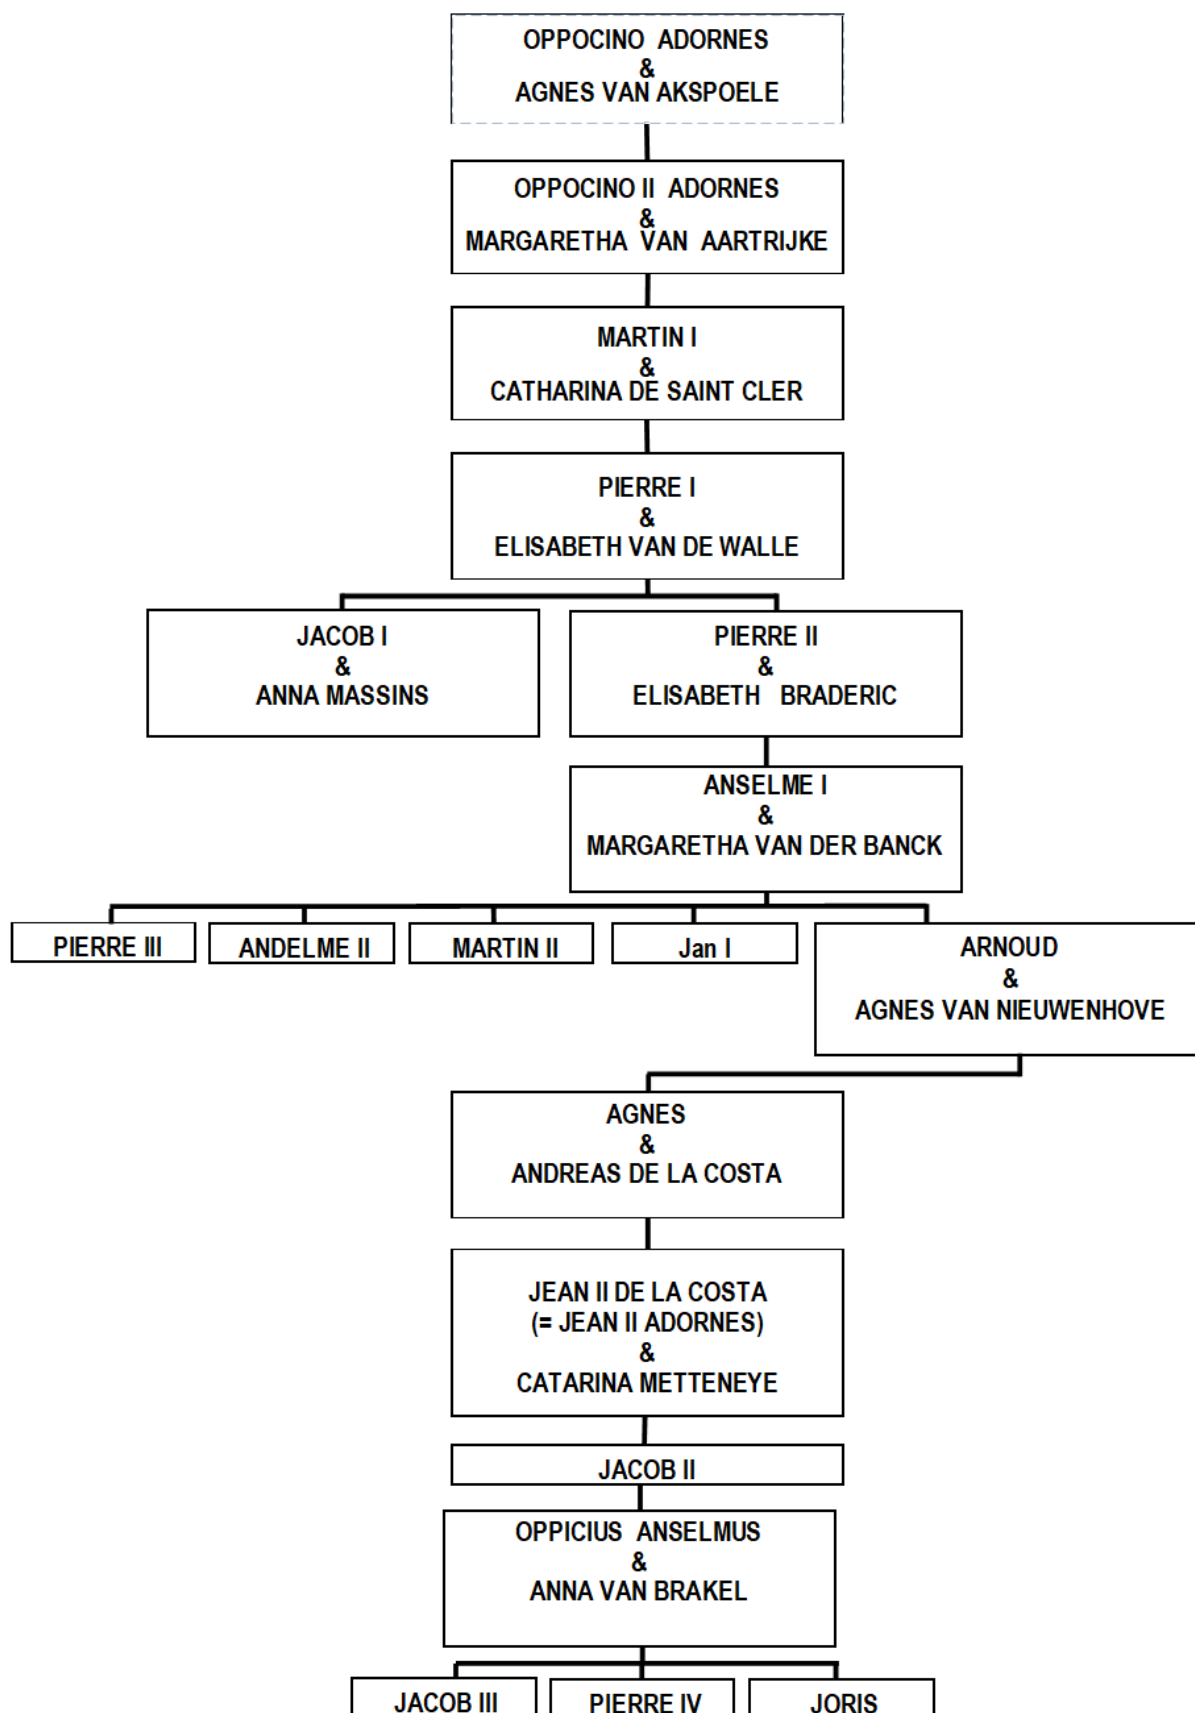 OPPOCINO ADORNES
&
AGNES VAN AKSPOELE
OPPOCINO II ADORNES
&
MARGARETHA VAN AARTRIJKE
MARTIN I
&
CATHARINA DE SAINT CLER
PIERRE I
&
ELISABETH VAN DE WALLE
JACOB I
&
ANNA MASSINS
PIERRE II
&
ELISABETH BRADERIC
ANSELME I
&
MARGARETHA VAN DER BANCK
PIERRE III
ANDELME II
MARTIN II
Jan I
ARNOUD
&
AGNES VAN NIEUWENHOVE
AGNES
&
ANDREAS DE LA COSTA
JEAN II DE LA COSTA
(= JEAN II ADORNES)
&
CATARINA METTENEYE
JACOB II
OPPICIUS ANSELMUS
&
ANNA VAN BRAKEL
JACOB III
PIERRE IV
JORIS